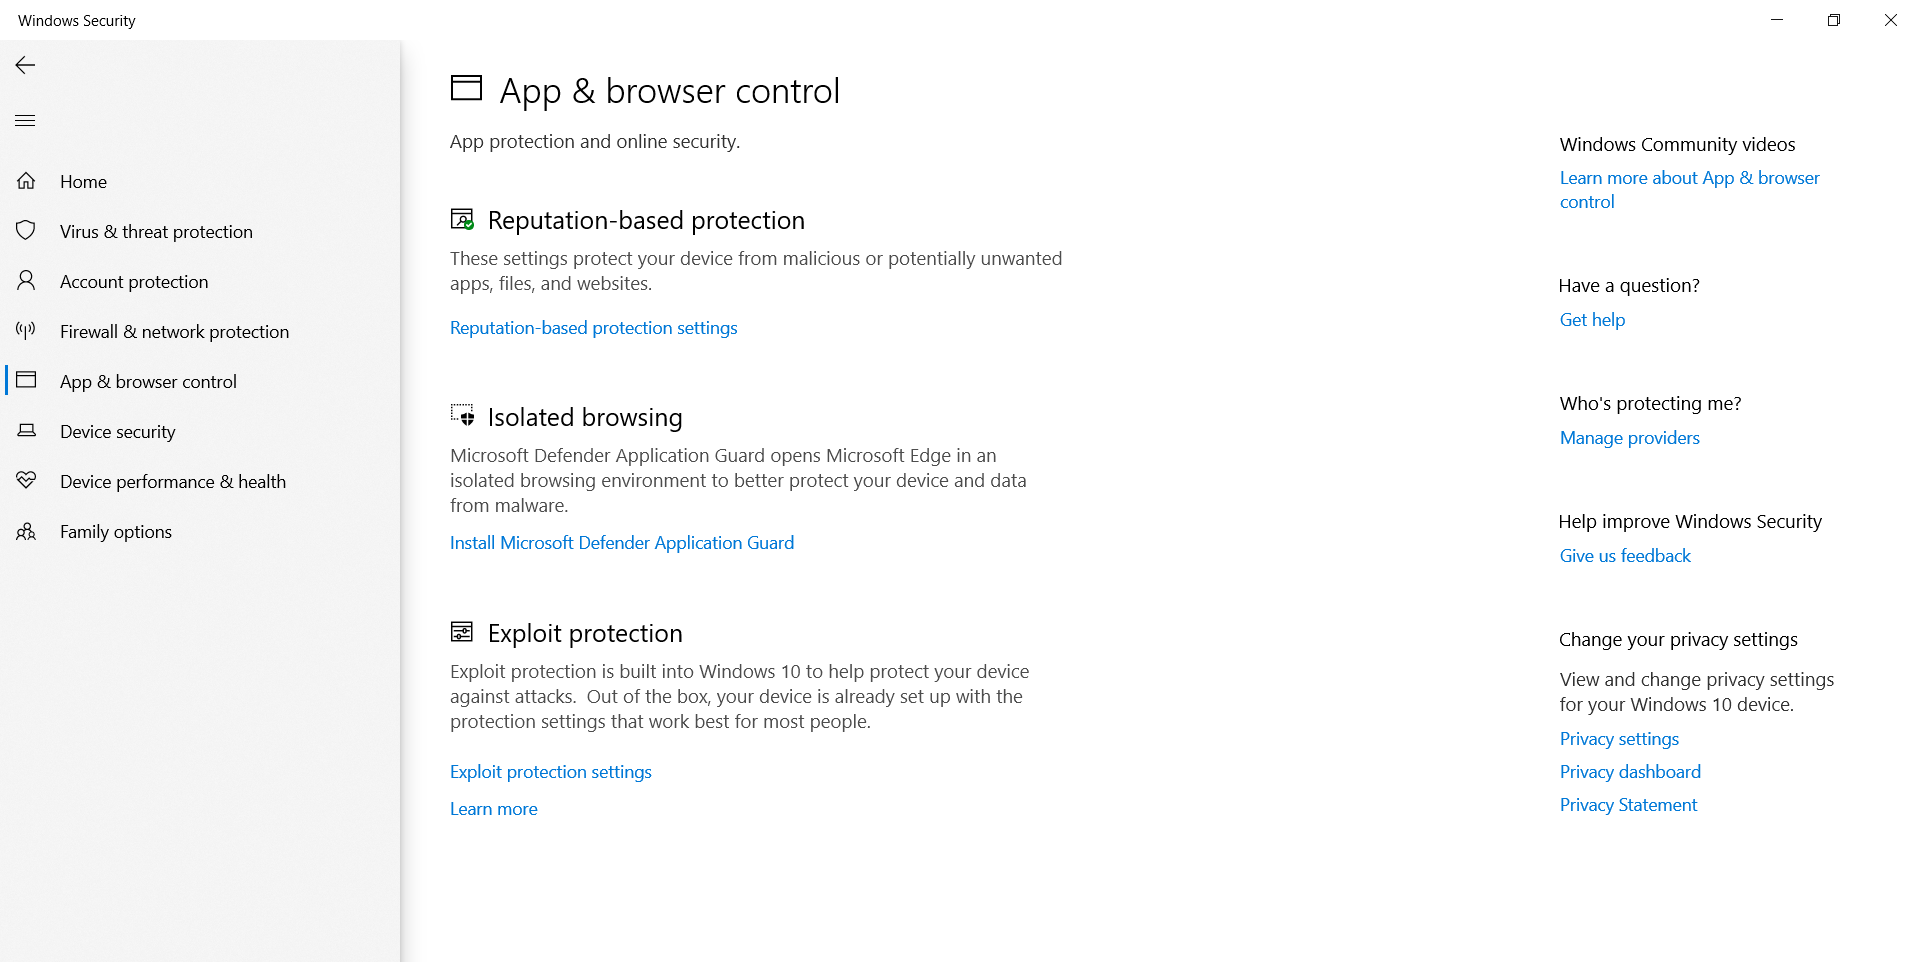 Windows Security
Home
Virus & threat protection
Account protection
Firewall & network protection
App & browser control
Device security
Device performance & health
Family options
App & browser control
App protection and online security.
Reputation-based protection
These settings protect your device from malicious or potentially unwanted
apps, files, and websites.
Reputation-based protection settings
Isolated browsing
Microsoft Defender Application Guard opens Microsoft Edge in an
isolated browsing environment to better protect your device and data
from malware.
Install Microsoft Defender Application Guard
Exploit protection
Exploit protection is built into Windows 10 to help protect your device
against attacks.  Out of the box, your device is already set up with the
protection settings that work best for most people.
Exploit protection settings
Learn more
Windows Community videos
Learn more about App & browser
control
Have a question?
Get help
Who's protecting me?
Manage providers
Help improve Windows Security
Give us feedback
Change your privacy settings
View and change privacy settings
for your Windows 10 device.
Privacy settings
Privacy dashboard
Privacy Statement